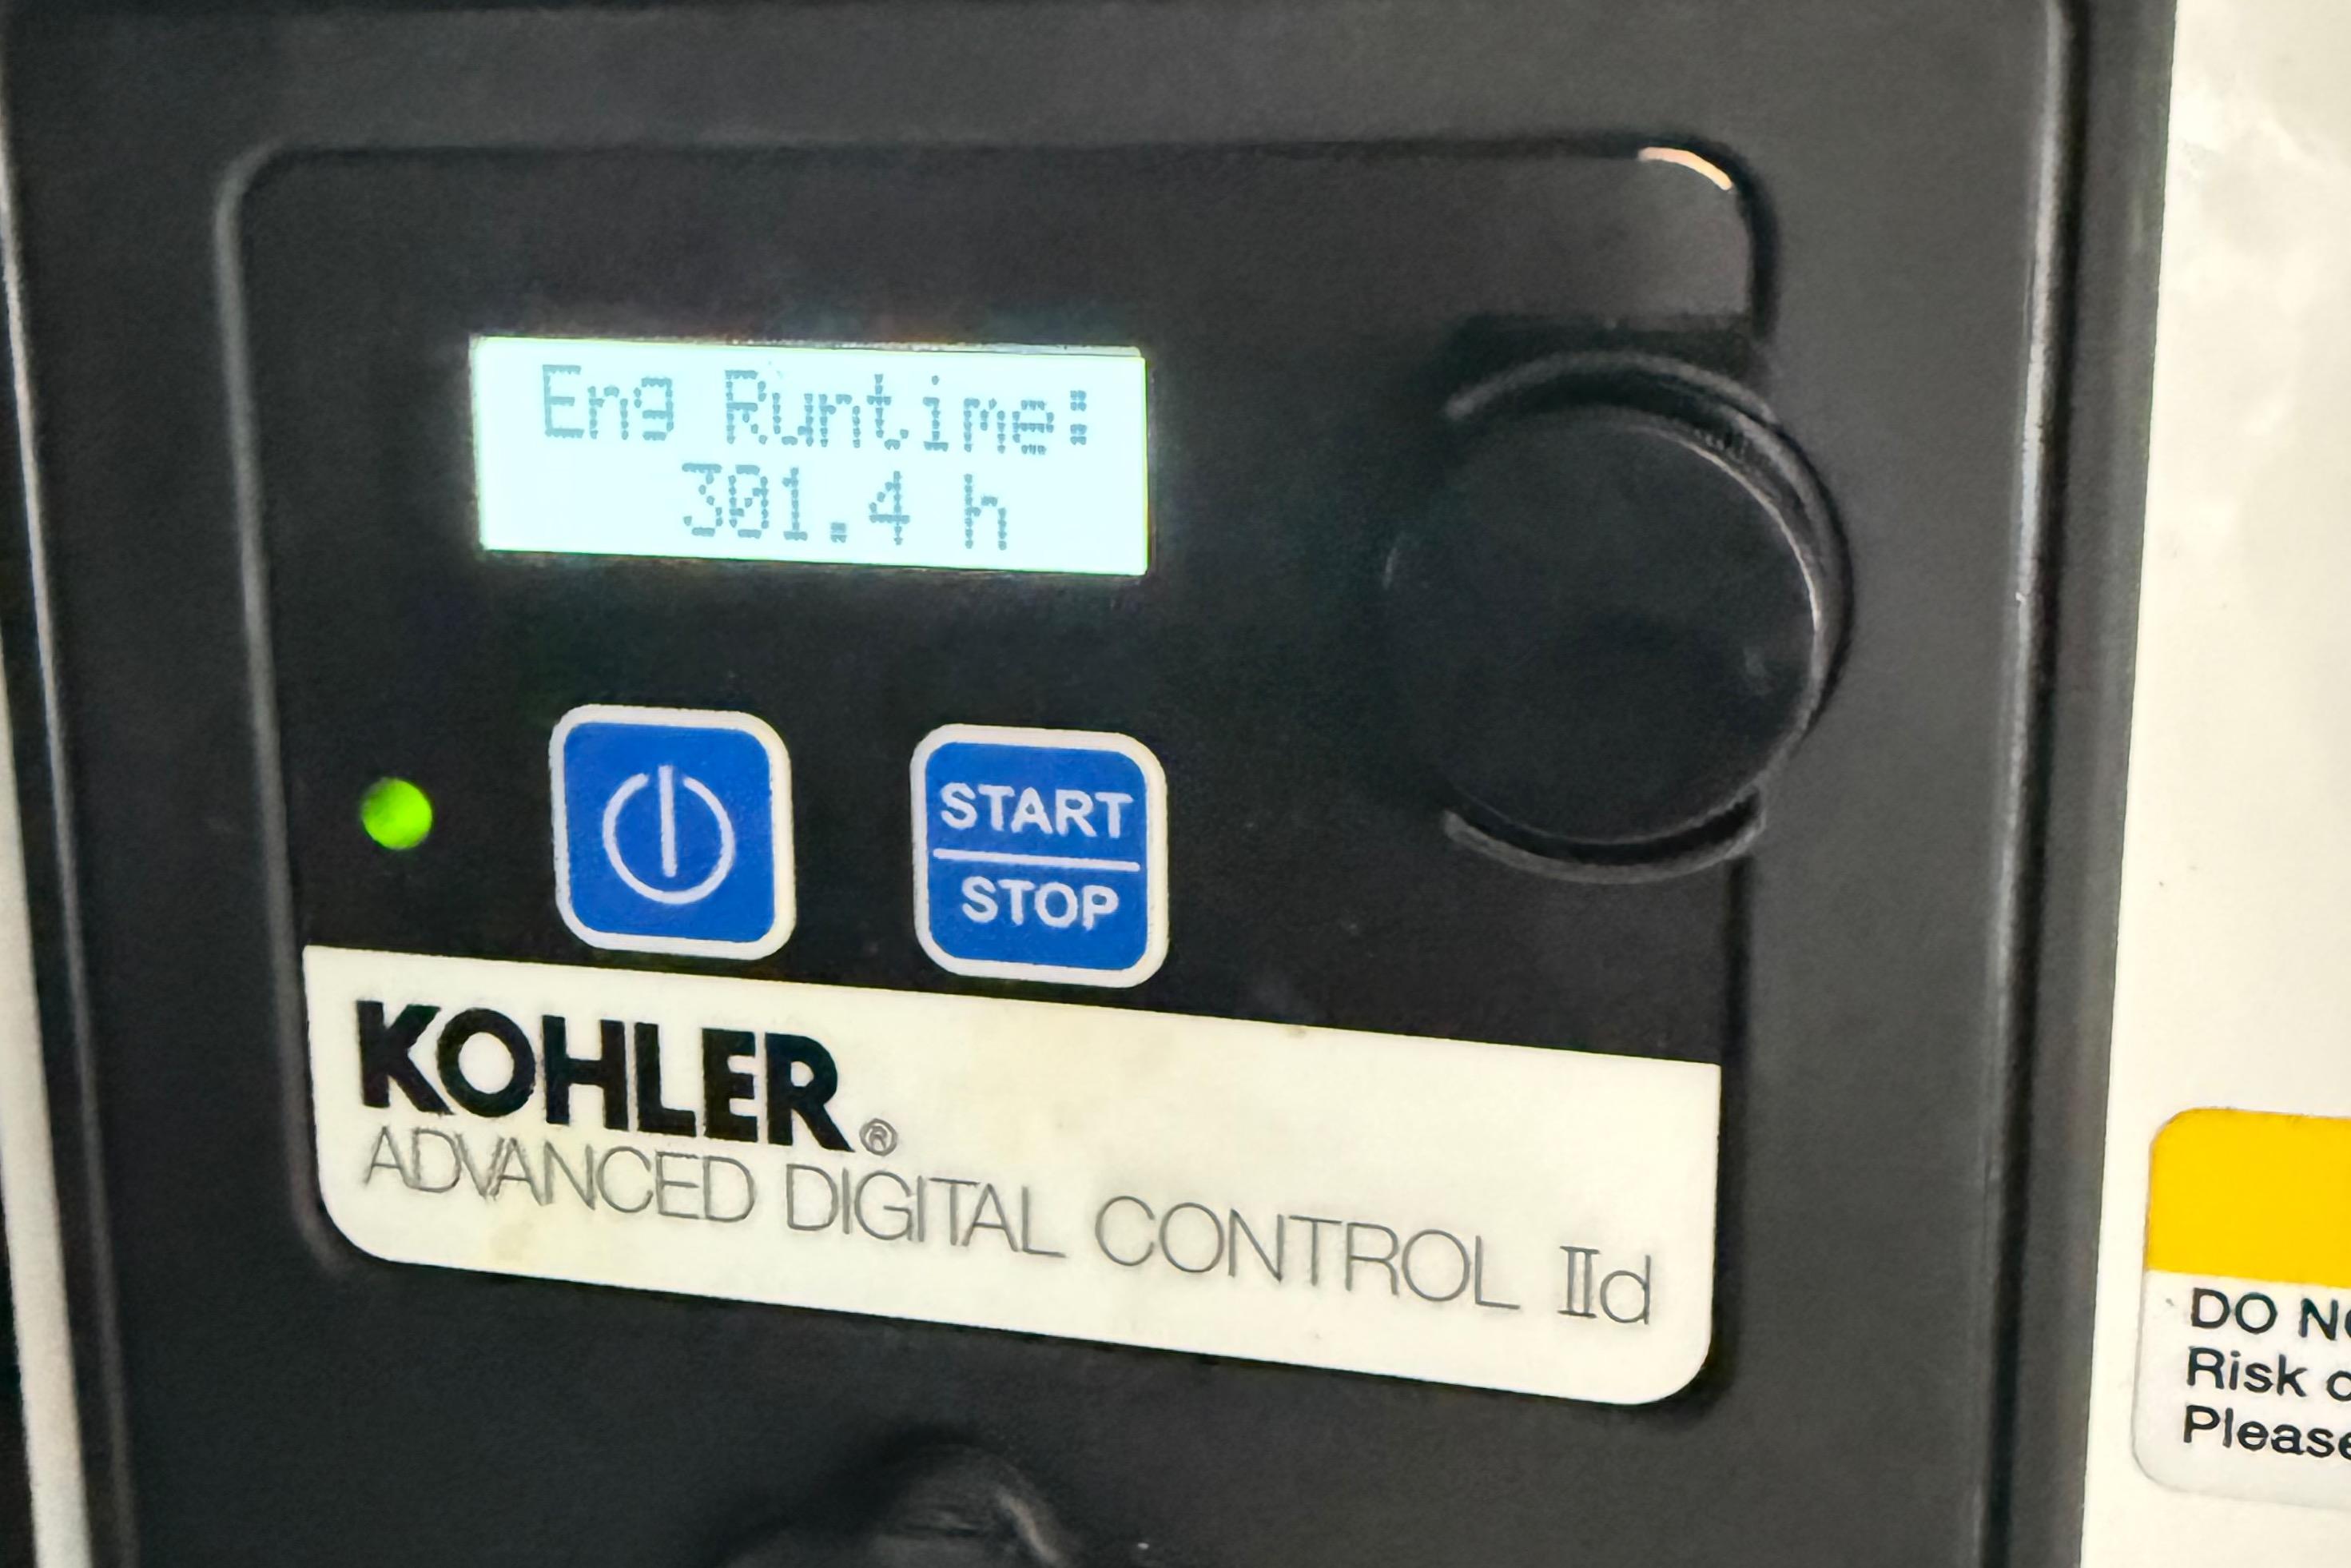 Eng Runtime:
301.4 h
START
STOP
KOHLER®
ADVANCED DIGITAL CONTROL IId
DO
Risk
Please